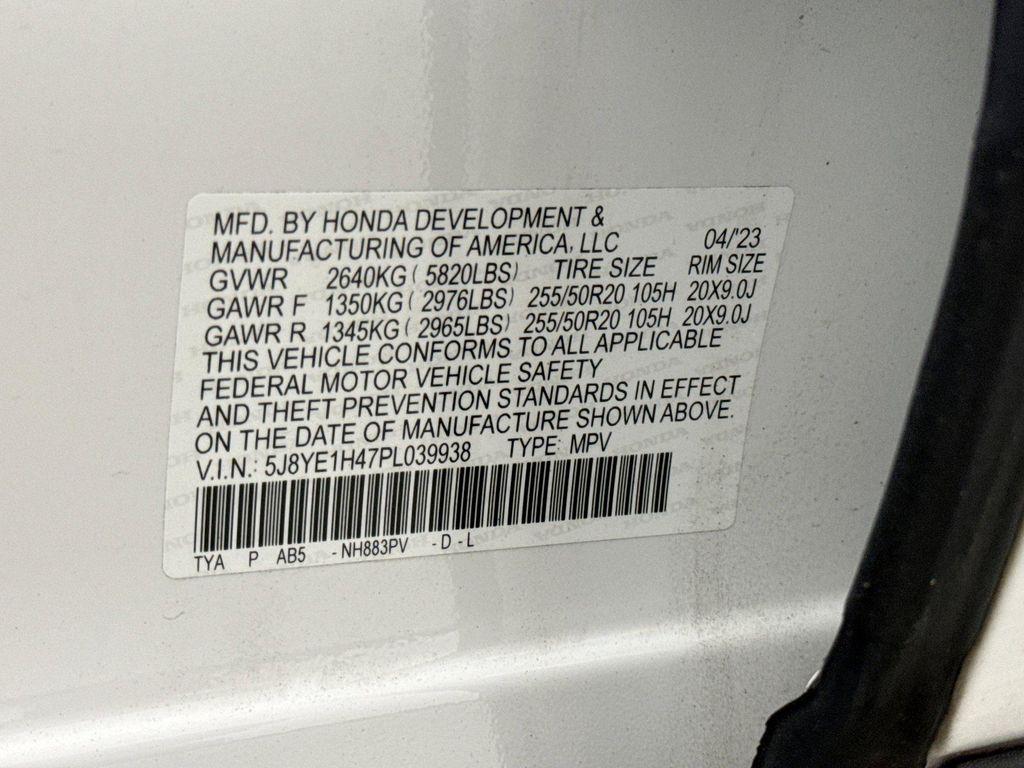 MFD. BY HONDA DEVELOPMENT &
MANUFACTURING OF AMERICA, LLC 04/'23
GVWR 2640KG ( 5820LBS) TIRE SIZE RIM SIZE
GAWR F 1350KG ( 2976LBS) 255/50R20 105H 20X9.0J
GAWR R 1345KG ( 2965LBS) 255/50R20 105H 20X9.0J
THIS VEHICLE CONFORMS TO ALL APPLICABLE
FEDERAL MOTOR VEHICLE SAFETY
AND THEFT PREVENTION STANDARDS IN EFFECT
ON THE DATE OF MANUFACTURE SHOWN ABOVE.
V.I.N.: 5J8YE1H47PL039938 TYPE: MPV
TYA P AB5 - NH883PV - D - L